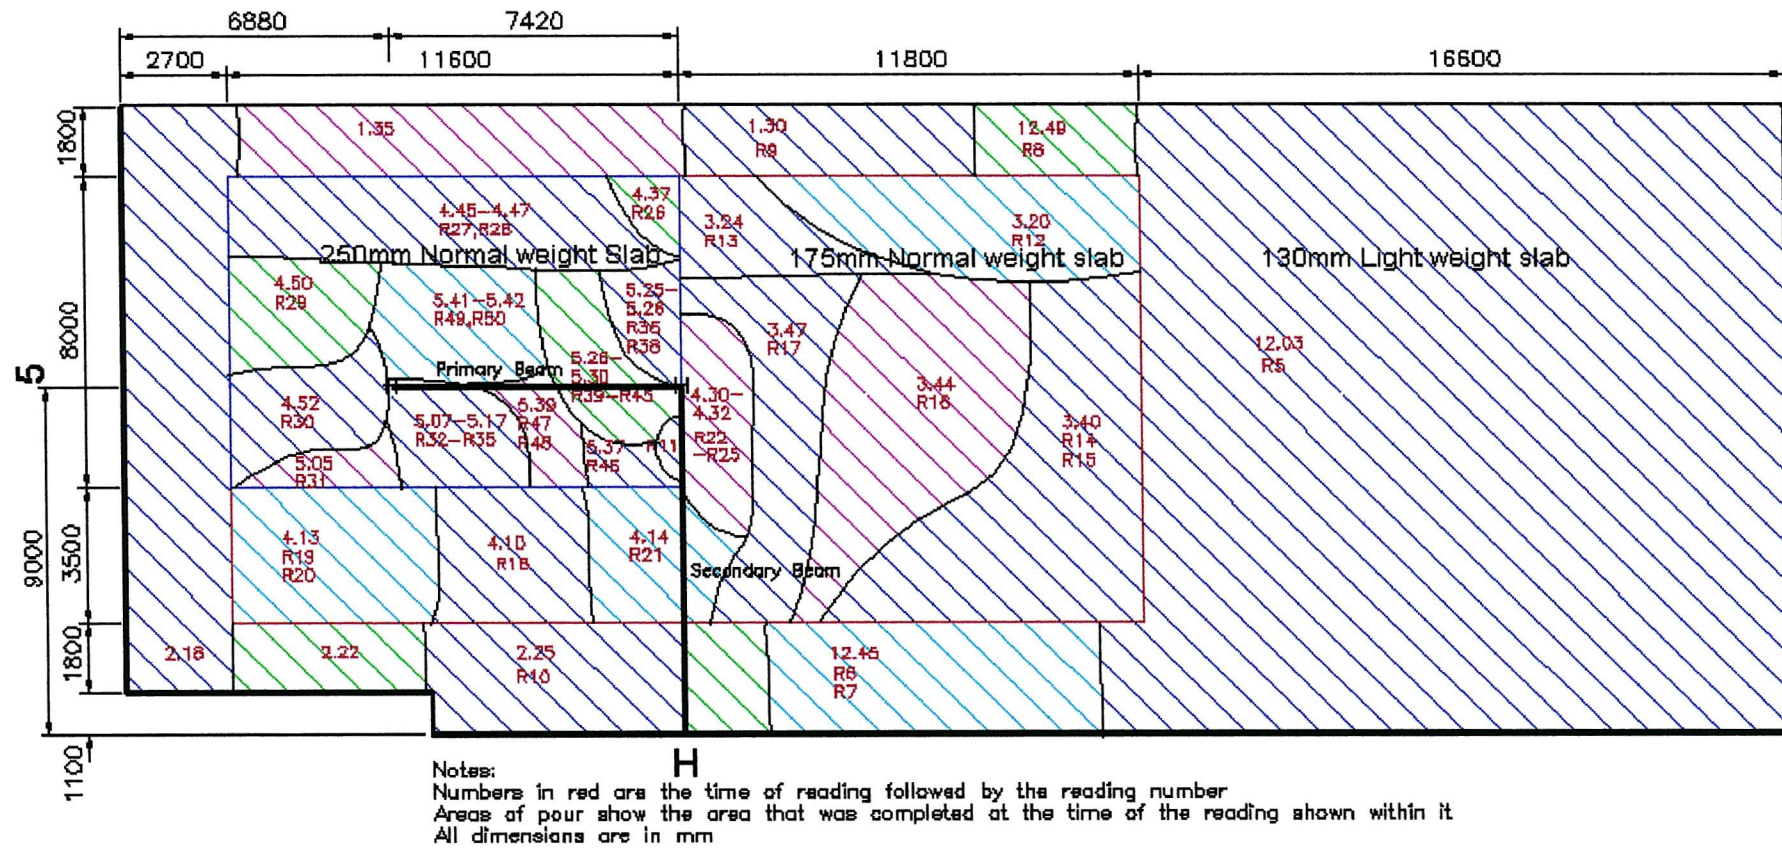 6880
7420
2700
11600
11800
16600
1800
1.35
1.30
R9
12.49
R8
4.37
R26
4.45-4.47
R27,R28
3.24
R13
3.20
R12
250mm Normal weight Slab
175mm Normal weight slab
130mm Light weight slab
4.50
R29
5.41-5.42
R49,R50
5.25-
5.26
R36
R38
3.47
R17
12.03
R5
8000
5
Primary Beam
5.26-
5.30
R39-R45
3.44
R16
4.52
R30
5.07-5.17
R32-R35
5.39
R47
R48
4.30-
4.32
R22
-R25
3.40
R14
R15
5.37
R46
R11
5.05
R31
9000
3500
4.13
R19
R20
4.10
R18
4.14
R21
Secondary Beam
1800
2.18
2.22
2.25
R10
12.45
R6
R7
1100
H
Notes:
Numbers in red are the time of reading followed by the reading number
Areas of pour show the area that was completed at the time of the reading shown within it
All dimensions are in mm